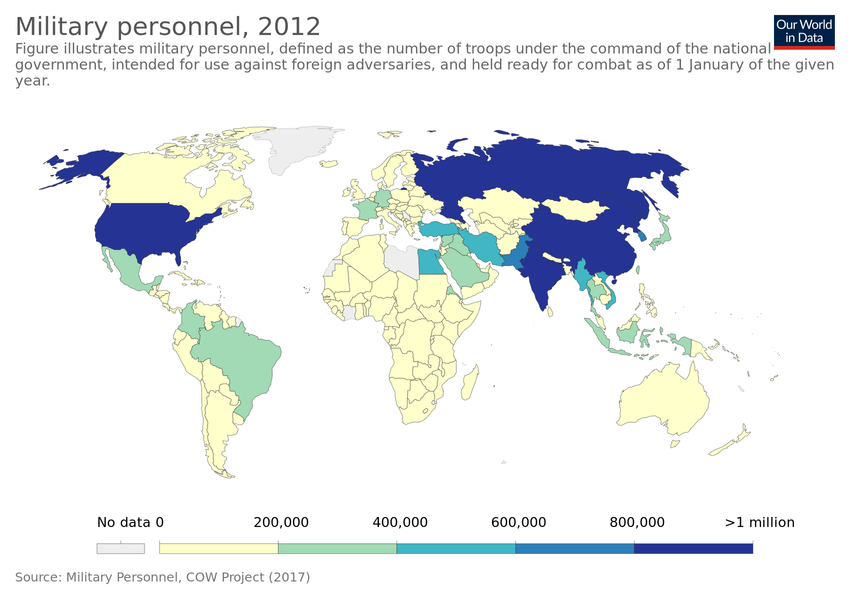 Military personnel, 2012
Our World
in Data
Figure illustrates military personnel, defined as the number of troops under the command of the national
government, intended for use against foreign adversaries, and held ready for combat as of 1 January of the given
year.
No data 0 200,000 400,000 600,000 800,000 >1 million
Source: Military Personnel, COW Project (2017)